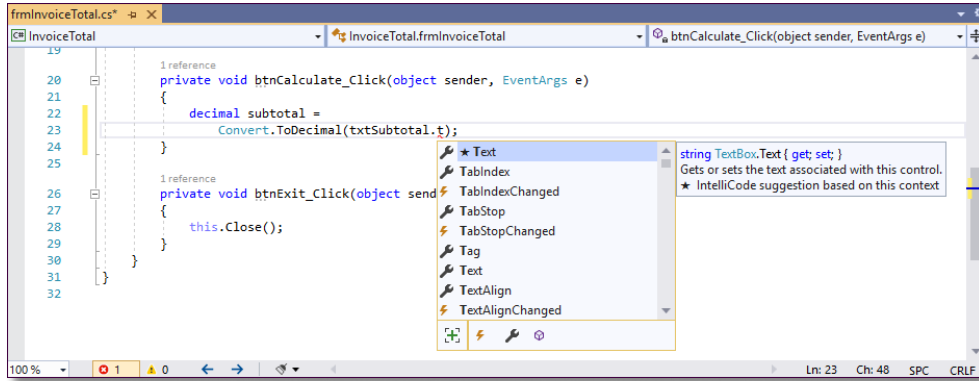 frmInvoiceTotal.cs*
InvoiceTotal InvoiceTotal.frmInvoiceTotal btnCalculate_Click(object sender, EventArgs e)
19
1 reference
20 private void btnCalculate_Click(object sender, EventArgs e)
21 {
22 decimal subtotal =
23 Convert.ToDecimal(txtSubtotal.t);
24 }
25
1 reference
26 private void btnExit_Click(object send
27 {
28 this.Close();
29 }
30 }
31 }
32
★ Text
TabIndex
TabIndexChanged
TabStop
TabStopChanged
Tag
Text
TextAlign
TextAlignChanged
string TextBox.Text { get; set; }
Gets or sets the text associated with this control.
★ IntelliCode suggestion based on this context
100 % 1 0 Ln: 23 Ch: 48 SPC CRLF